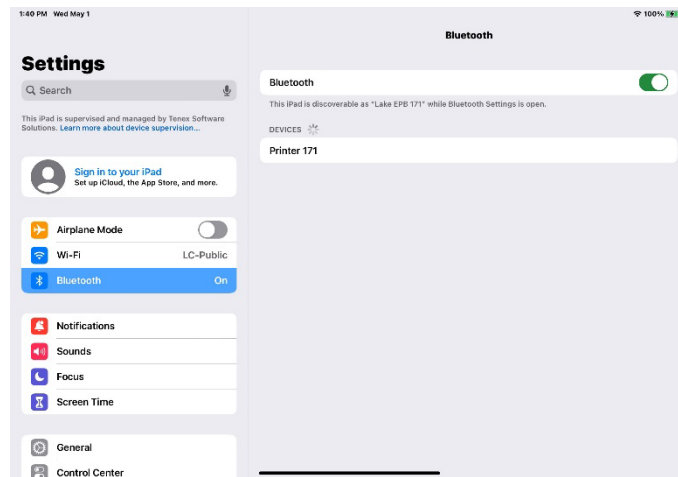 1:40 PM Wed May 1
100%
Settings
Search
This iPad is supervised and managed by Tenex Software
Solutions. Learn more about device supervision...
Sign in to your iPad
Set up iCloud, the App Store, and more.
Airplane Mode
Wi-Fi LC-Public
Bluetooth On
Notifications
Sounds
Focus
Screen Time
General
Control Center
Bluetooth
Bluetooth
This iPad is discoverable as "Lake EPB 171" while Bluetooth Settings is open.
DEVICES
Printer 171